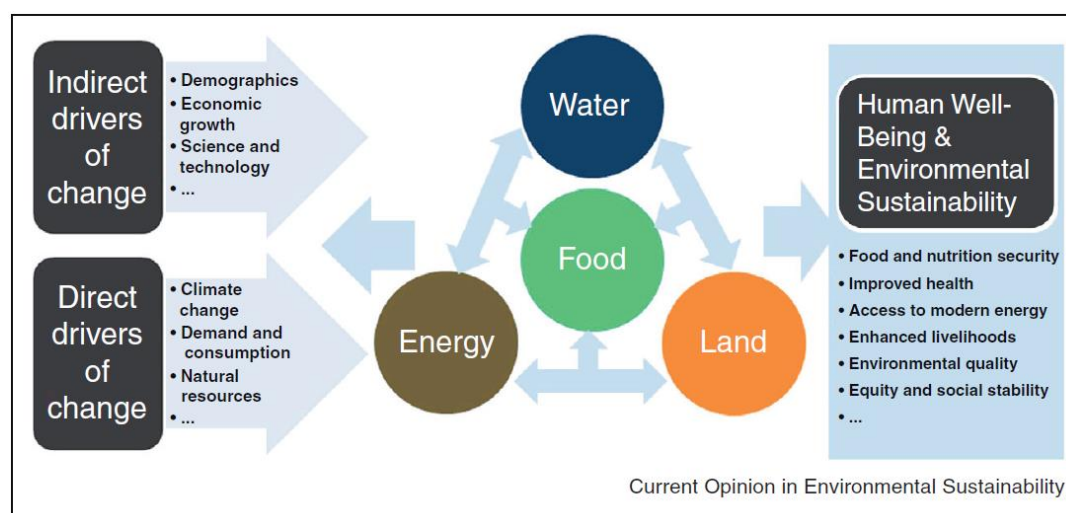 Indirect
drivers
of
change
• Demographics
• Economic
growth
• Science and
technology
• ...
Direct
drivers
of
change
• Climate
change
• Demand and
consumption
• Natural
resources
• ...
Water
Food
Energy
Land
Human Well-
Being &
Environmental
Sustainability
• Food and nutrition security
• Improved health
• Access to modern energy
• Enhanced livelihoods
• Environmental quality
• Equity and social stability
• ...
Current Opinion in Environmental Sustainability